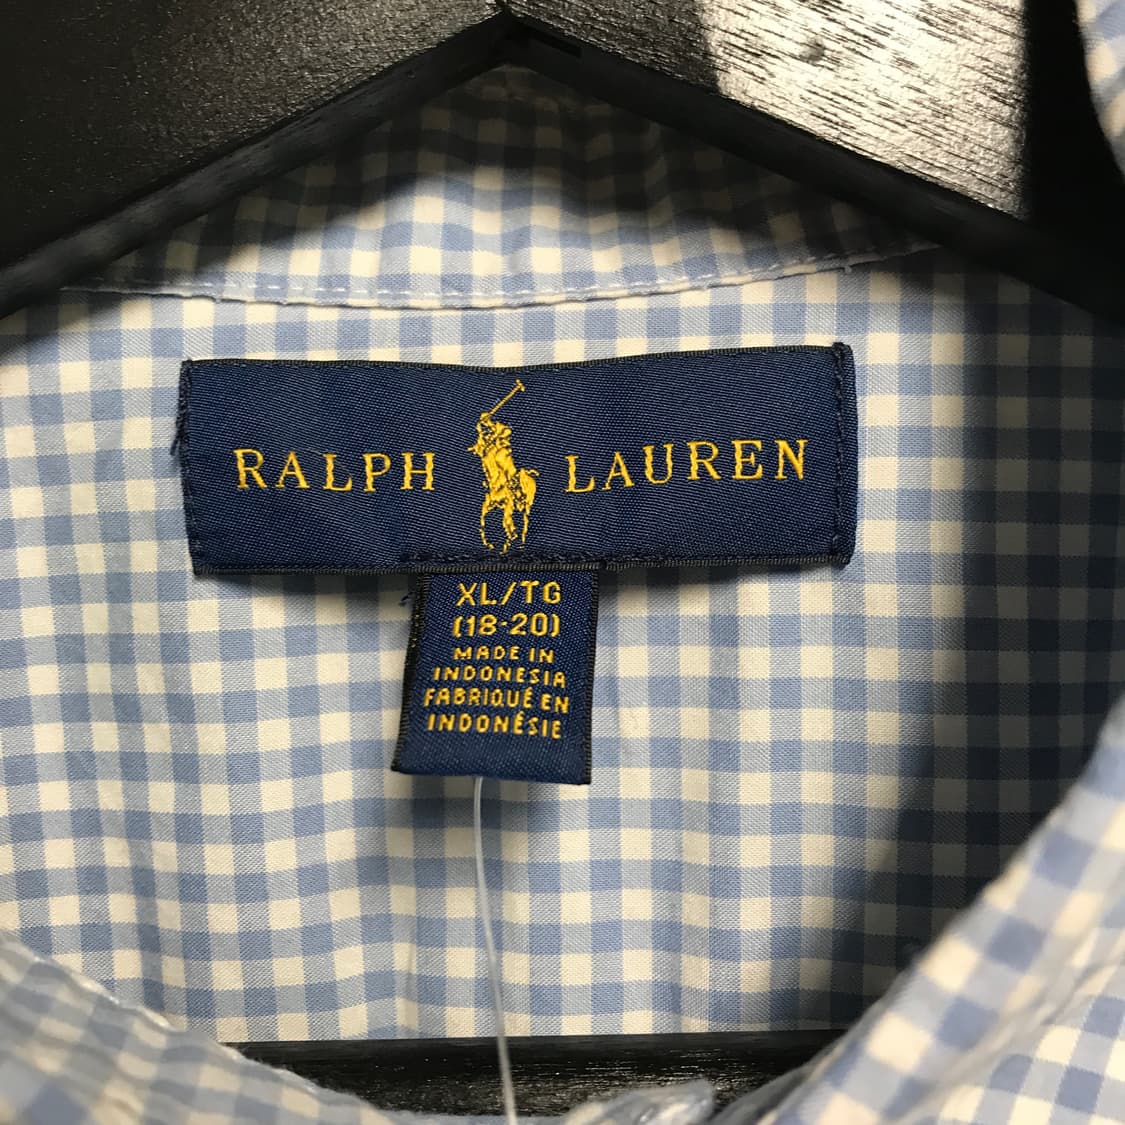 RALPH LAUREN
XL/TG
(18-20)
MADE IN
INDONESIA
FABRIQUÉ EN
INDONÉSIE